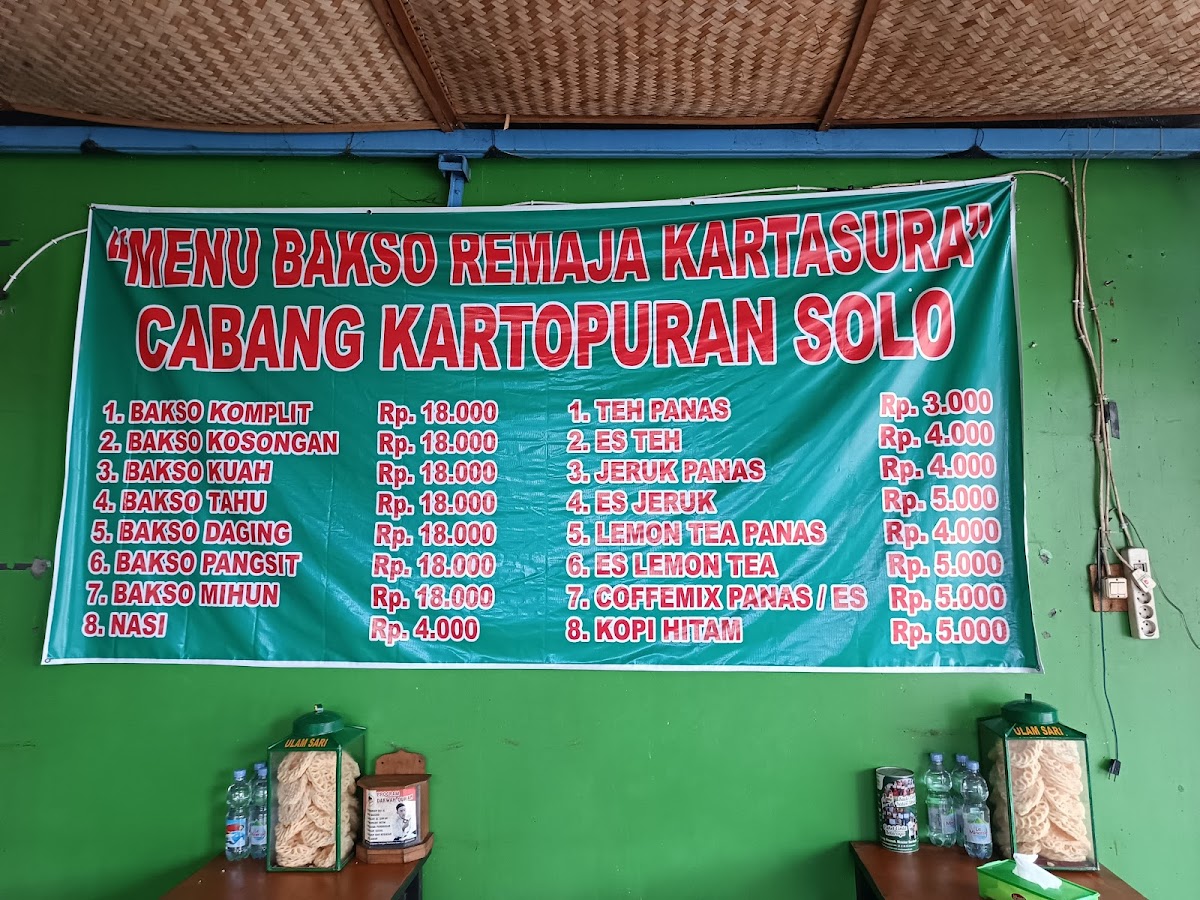 "MENU BAKSO REMAJA KARTASURA"
CABANG KARTOPURAN SOLO
1. BAKSO KOMPLIT Rp. 18.000
2. BAKSO KOSONGAN Rp. 18.000
3. BAKSO KUAH Rp. 18.000
4. BAKSO TAHU Rp. 18.000
5. BAKSO DAGING Rp. 18.000
6. BAKSO PANGSIT Rp. 18.000
7. BAKSO MIHUN Rp. 18.000
8. NASI Rp. 4.000
1. TEH PANAS Rp. 3.000
2. ES TEH Rp. 4.000
3. JERUK PANAS Rp. 4.000
4. ES JERUK Rp. 5.000
5. LEMON TEA PANAS Rp. 4.000
6. ES LEMON TEA Rp. 5.000
7. COFFEMIX PANAS / ES Rp. 5.000
8. KOPI HITAM Rp. 5.000
ULAM SARI
PROGRAM
ULAM SARI